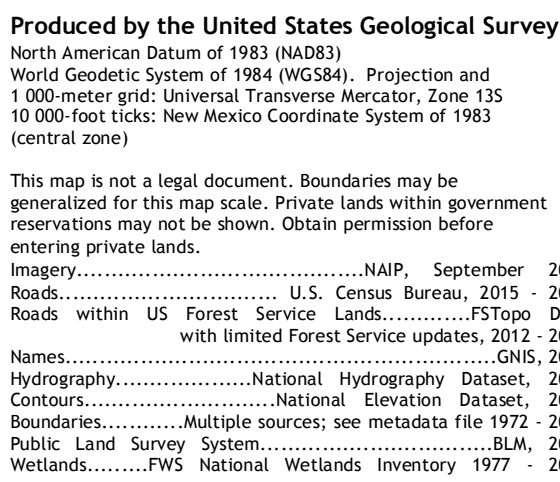 Produced by the United States Geological Survey
North American Datum of 1983 (NAD83)
World Geodetic System of 1984 (WGS84). Projection and
1 000-meter grid: Universal Transverse Mercator, Zone 13S
10 000-foot ticks: New Mexico Coordinate System of 1983
(central zone)
This map is not a legal document. Boundaries may be
generalized for this map scale. Private lands within government
reservations may not be shown. Obtain permission before
entering private lands.
Imagery.......................................NAIP, September
Roads.............................. U.S. Census Bureau, 2015 -
Roads within US Forest Service Lands.............FSTopo
with limited Forest Service updates, 2012 -
Names...........................................................GNIS,
Hydrography...................National Hydrography Dataset,
Contours..........................National Elevation Dataset,
Boundaries...........Multiple sources; see metadata file 1972 -
Public Land Survey System................................BLM,
Wetlands.........FWS National Wetlands Inventory 1977 -